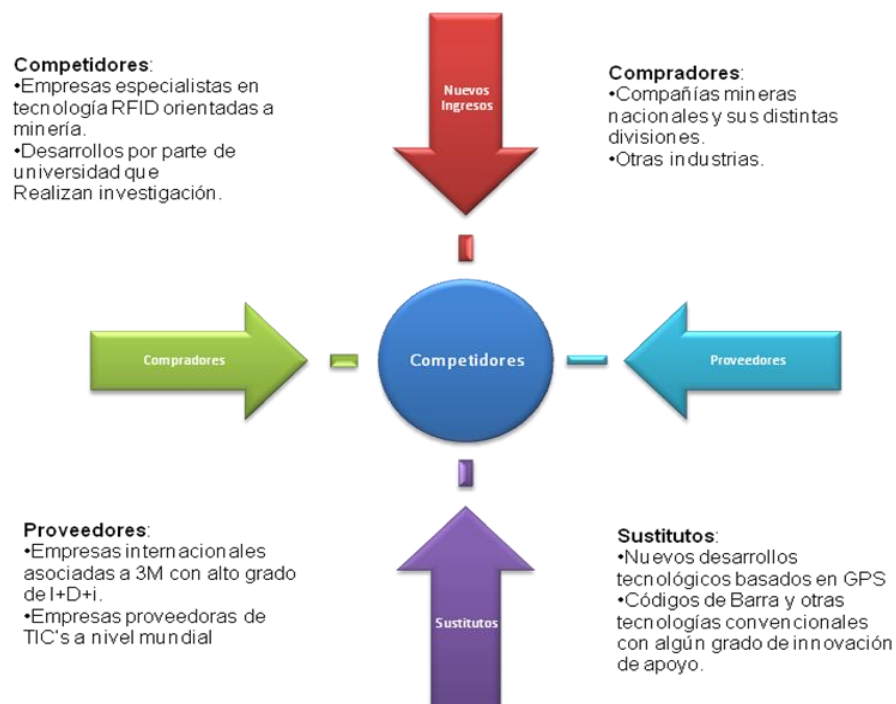 Competidores:
•Empresas especialistas en
tecnología RFID orientadas a
minería.
•Desarrollos por parte de
universidad que
Realizan investigación.
Nuevos
Ingresos
Compradores:
•Compañías mineras
nacionales y sus distintas
divisiones.
•Otras industrias.
Compradores
Competidores
Proveedores
Proveedores:
•Empresas internacionales
asociadas a 3M con alto grado
de I+D+i.
•Empresas proveedoras de
TIC's a nivel mundial
Sustitutos
Sustitutos:
•Nuevos desarrollos
tecnológicos basados en GPS
•Códigos de Barra y otras
tecnologías convencionales
con algún grado de innovación
de apoyo.